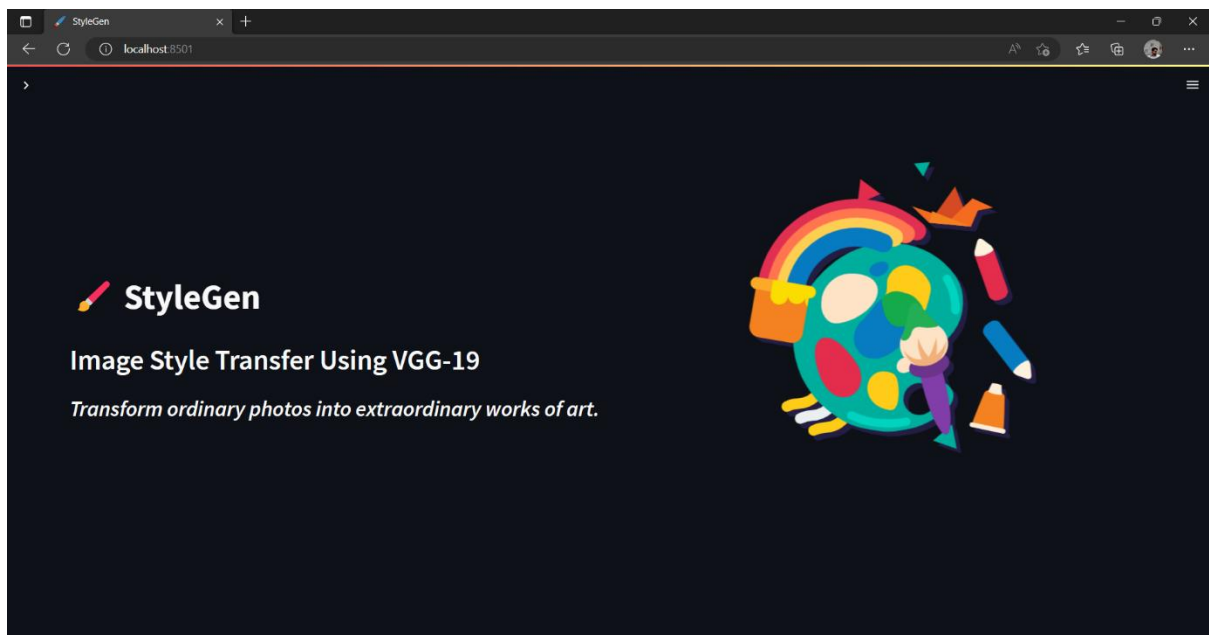 StyleGen
localhost:8501
StyleGen
Image Style Transfer Using VGG-19
Transform ordinary photos into extraordinary works of art.